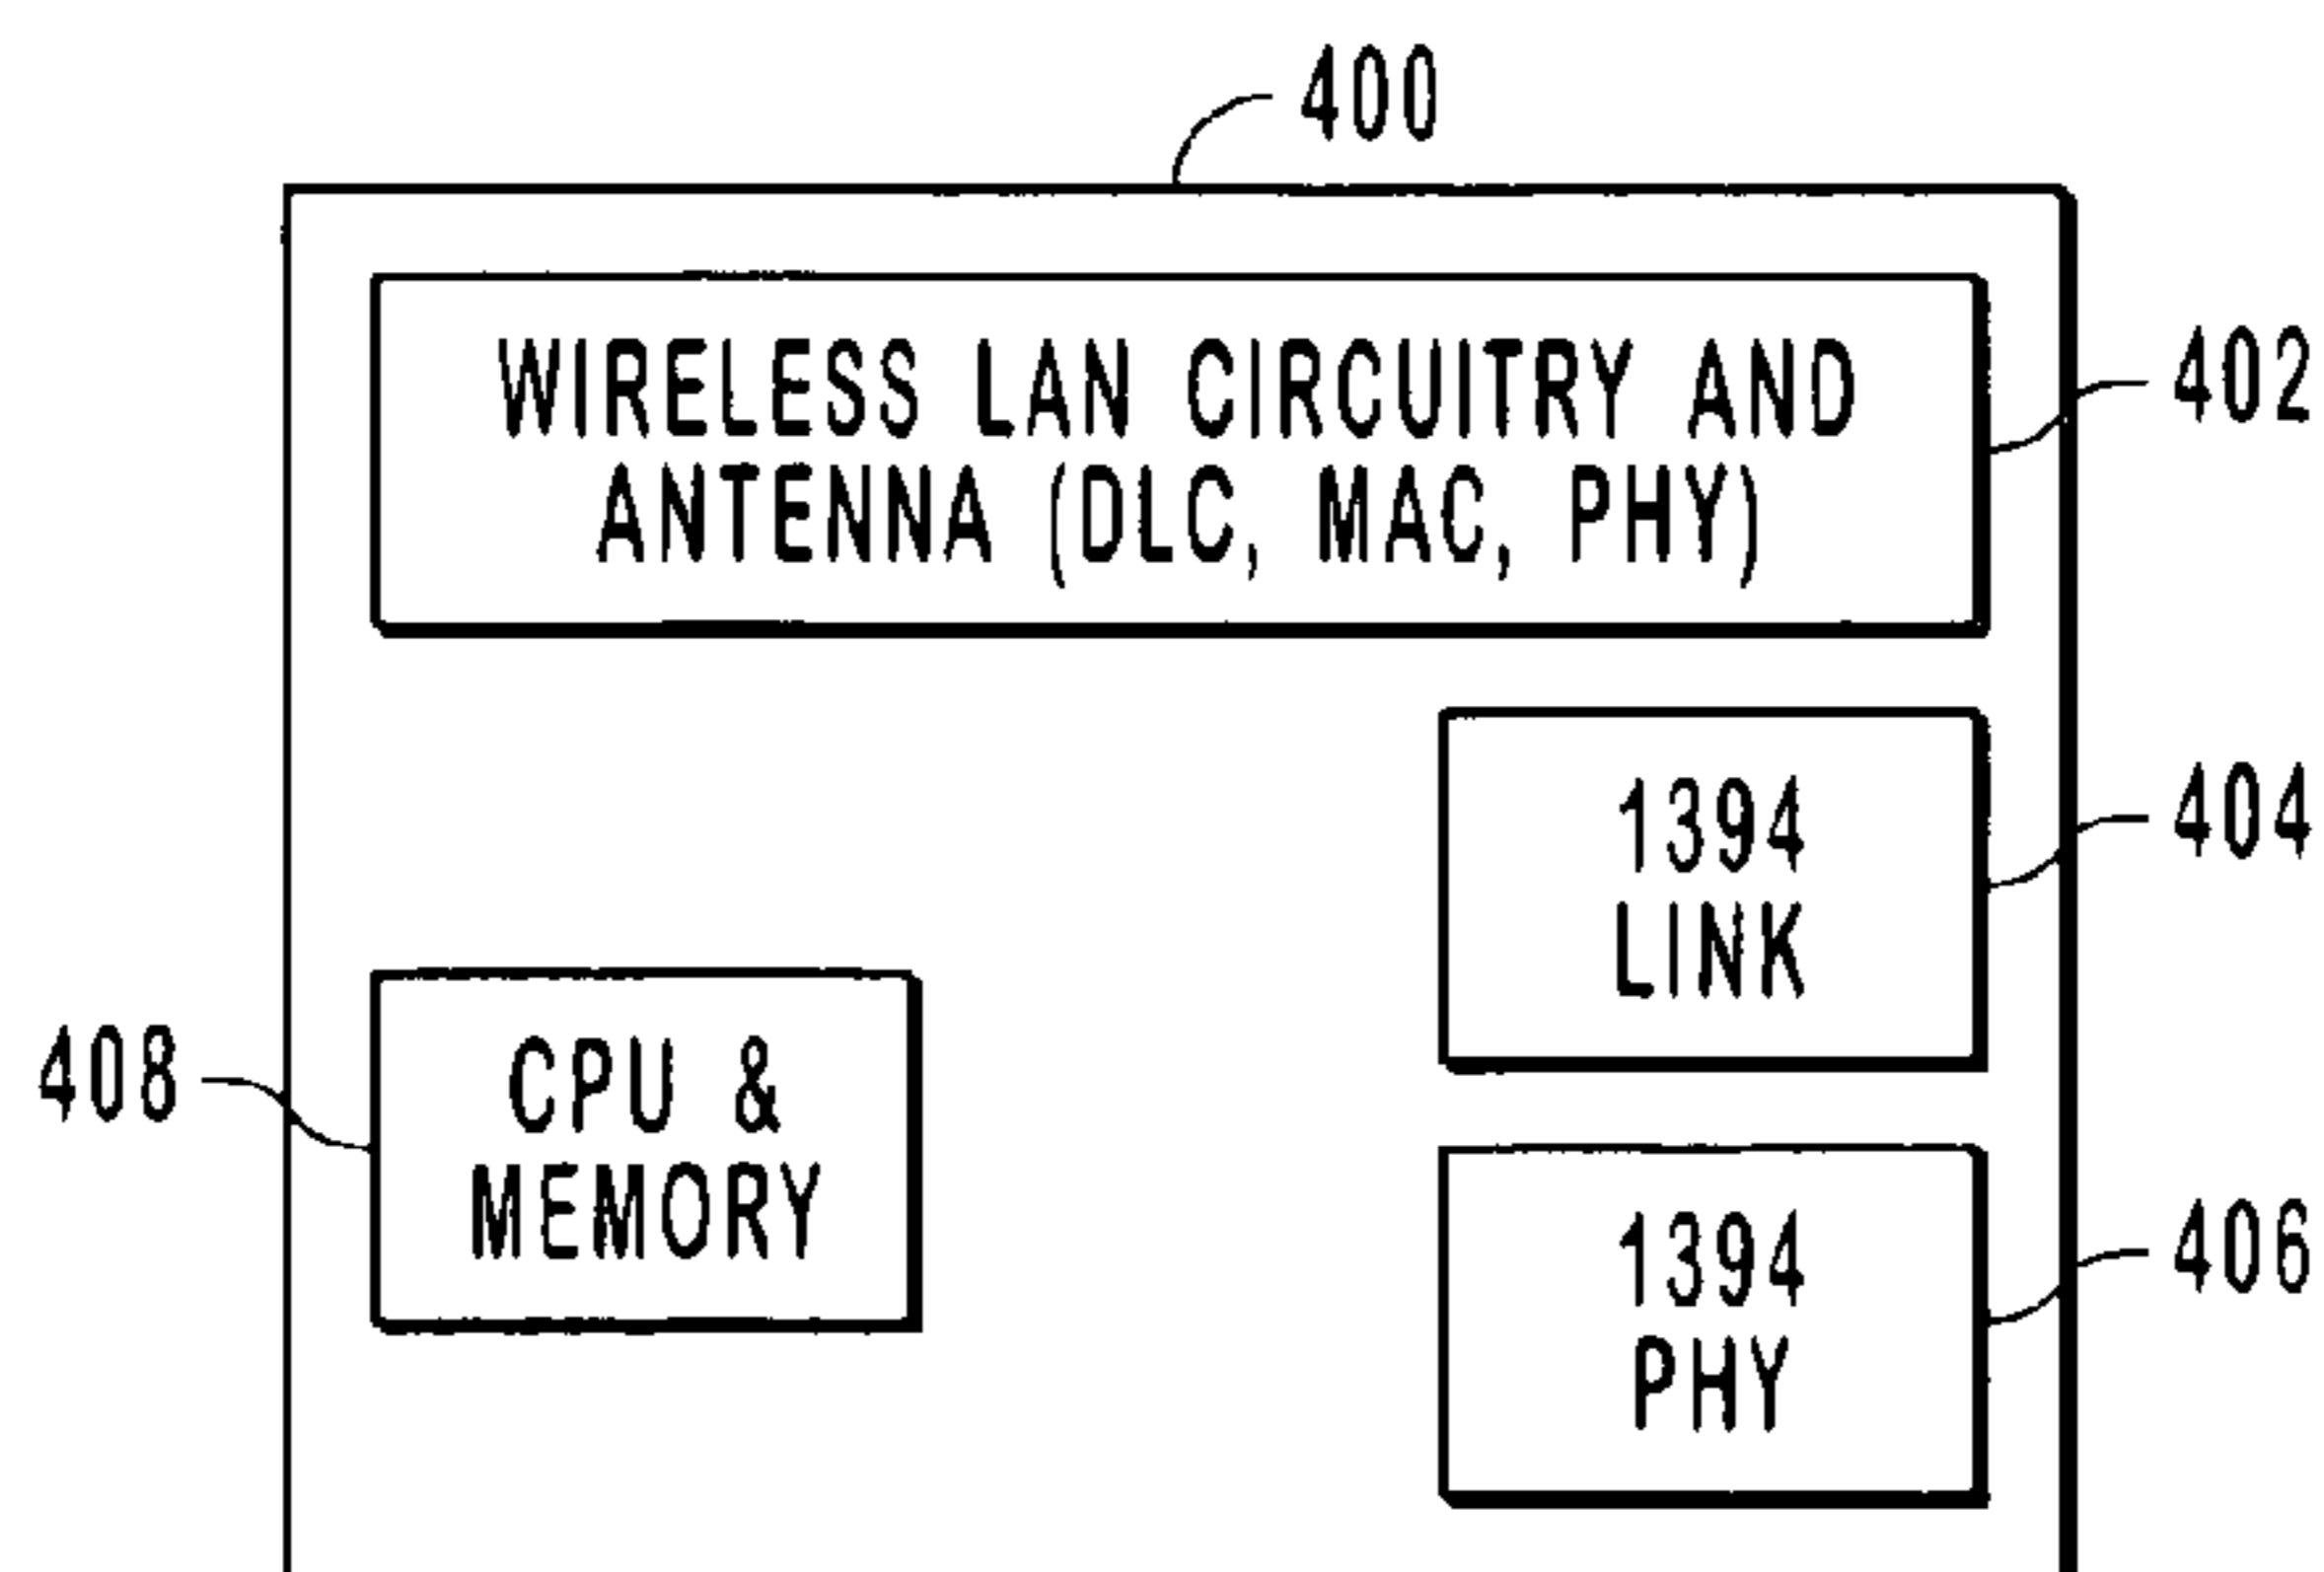 400
WIRELESS LAN CIRCUITRY AND
ANTENNA (DLC, MAC, PHY)
402
1394
LINK
404
408
CPU &
MEMORY
1394
PHY
406